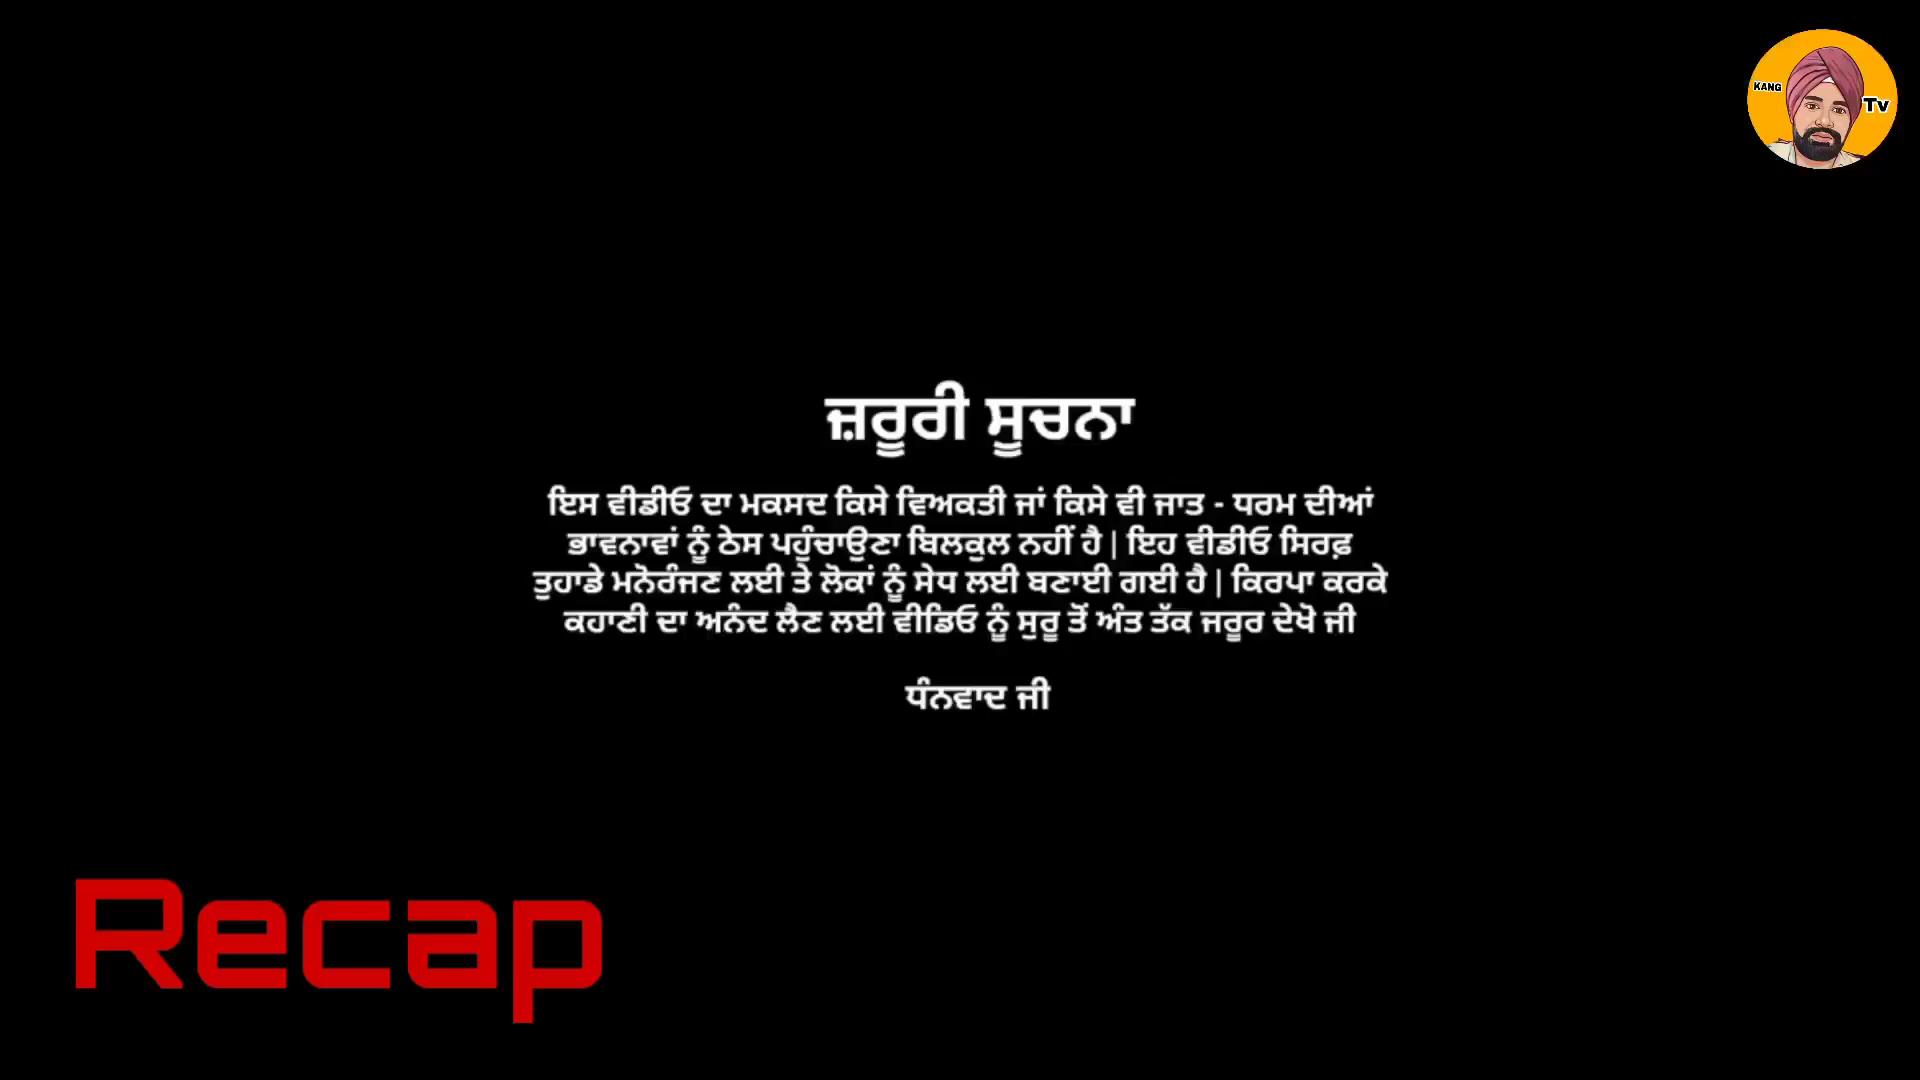 KANG
Tv
ਜ਼ਰੂਰੀ ਸੂਚਨਾ
ਇਸ ਵੀਡੀਓ ਦਾ ਮਕਸਦ ਕਿਸੇ ਵਿਅਕਤੀ ਜਾਂ ਕਿਸੇ ਵੀ ਜਾਤ - ਧਰਮ ਦੀਆਂ
ਭਾਵਨਾਵਾਂ ਨੂੰ ਠੇਸ ਪਹੁੰਚਾਉਣਾ ਬਿਲਕੁਲ ਨਹੀਂ ਹੈ | ਇਹ ਵੀਡੀਓ ਸਿਰਫ਼
ਤੁਹਾਡੇ ਮਨੋਰੰਜਣ ਲਈ ਤੇ ਲੋਕਾਂ ਨੂੰ ਸੇਧ ਲਈ ਬਣਾਈ ਗਈ ਹੈ | ਕਿਰਪਾ ਕਰਕੇ
ਕਹਾਣੀ ਦਾ ਅਨੰਦ ਲੈਣ ਲਈ ਵੀਡਿਓ ਨੂੰ ਸੁਰੂ ਤੋਂ ਅੰਤ ਤੱਕ ਜਰੂਰ ਦੇਖੋ ਜੀ
ਧੰਨਵਾਦ ਜੀ
Recap